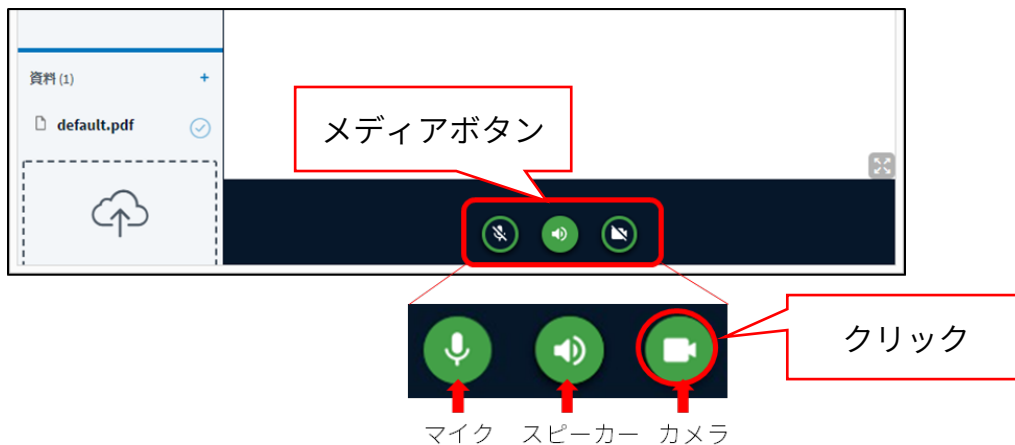 資料 (1) +
default.pdf
メディアボタン
クリック
マイク スピーカー カメラ